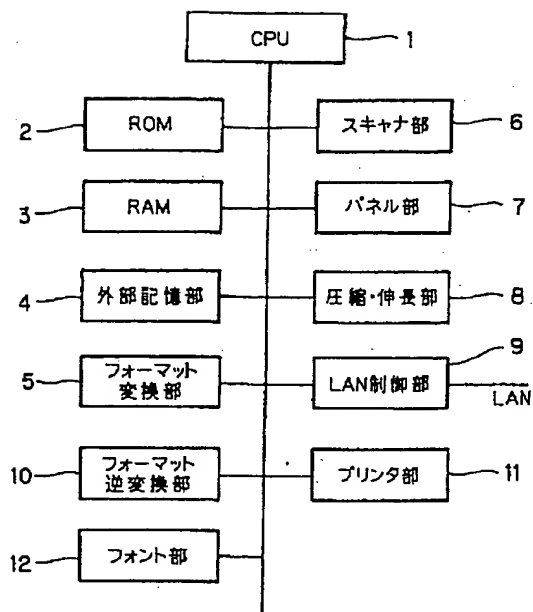 CPU
1
2
ROM
スキャナ部
6
3
RAM
パネル部
7
4
外部記憶部
圧縮・伸長部
8
5
フォーマット
変換部
LAN制御部
9
LAN
10
フォーマット
逆変換部
プリンタ部
11
12
フォント部